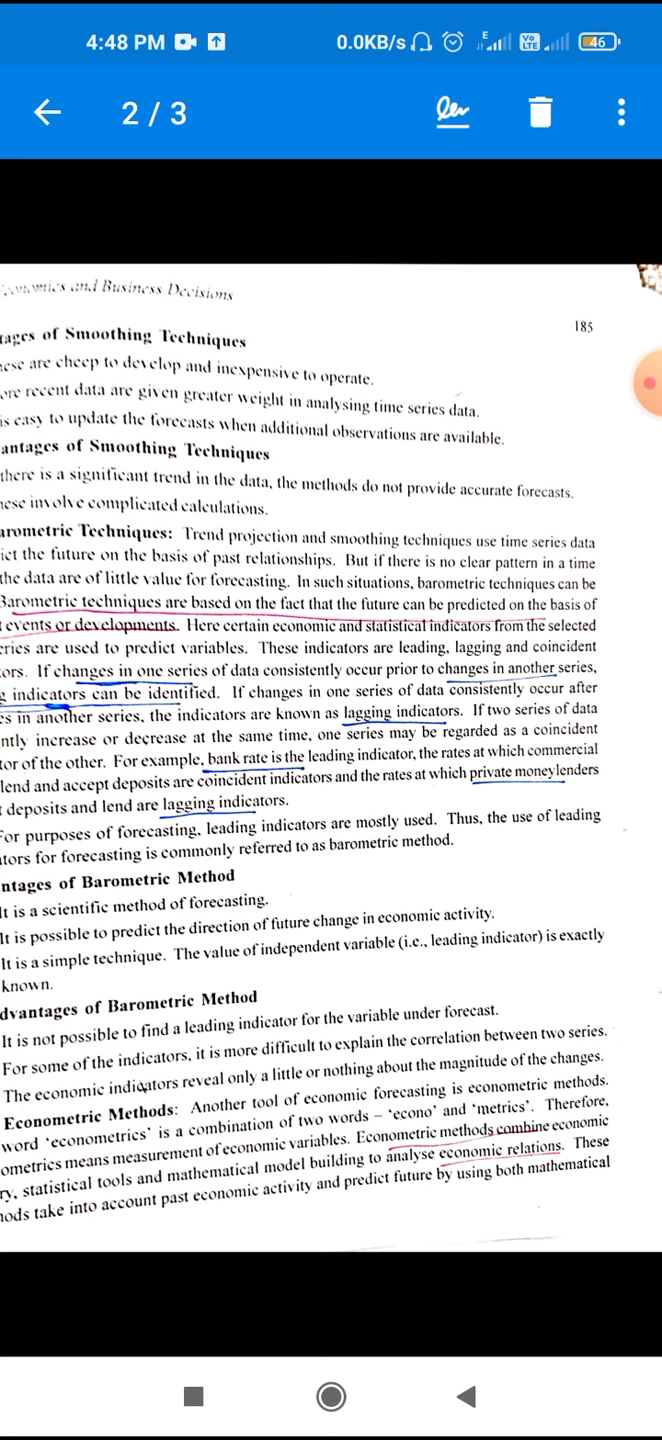 4:48 PM 0.0KB/s E Vo LTE 46
2 / 3
conomics and Business Decisions
185
tages of Smoothing Techniques
hese are cheep to develop and inexpensive to operate.
ore recent data are given greater weight in analysing time series data.
is easy to update the forecasts when additional observations are available.
antages of Smoothing Techniques
there is a significant trend in the data, the methods do not provide accurate forecasts.
hese involve complicated calculations.
arometric Techniques: Trend projection and smoothing techniques use time series data
ict the future on the basis of past relationships. But if there is no clear pattern in a time
the data are of little value for forecasting. In such situations, barometric techniques can be
Barometric techniques are based on the fact that the future can be predicted on the basis of
t events or developments. Here certain economic and statistical indicators from the selected
eries are used to predict variables. These indicators are leading, lagging and coincident
tors. If changes in one series of data consistently occur prior to changes in another series,
g indicators can be identified. If changes in one series of data consistently occur after
es in another series, the indicators are known as lagging indicators. If two series of data
ntly increase or decrease at the same time, one series may be regarded as a coincident
tor of the other. For example, bank rate is the leading indicator, the rates at which commercial
lend and accept deposits are coincident indicators and the rates at which private moneylenders
t deposits and lend are lagging indicators.
For purposes of forecasting, leading indicators are mostly used. Thus, the use of leading
ators for forecasting is commonly referred to as barometric method.
ntages of Barometric Method
It is a scientific method of forecasting.
It is possible to predict the direction of future change in economic activity.
It is a simple technique. The value of independent variable (i.e., leading indicator) is exactly
known.
dvantages of Barometric Method
It is not possible to find a leading indicator for the variable under forecast.
For some of the indicators, it is more difficult to explain the correlation between two series.
The economic indicators reveal only a little or nothing about the magnitude of the changes.
Econometric Methods: Another tool of economic forecasting is econometric methods.
word 'econometrics' is a combination of two words – 'econo' and 'metrics'. Therefore,
ometrics means measurement of economic variables. Econometric methods combine economic
ry, statistical tools and mathematical model building to analyse economic relations. These
hods take into account past economic activity and predict future by using both mathematical